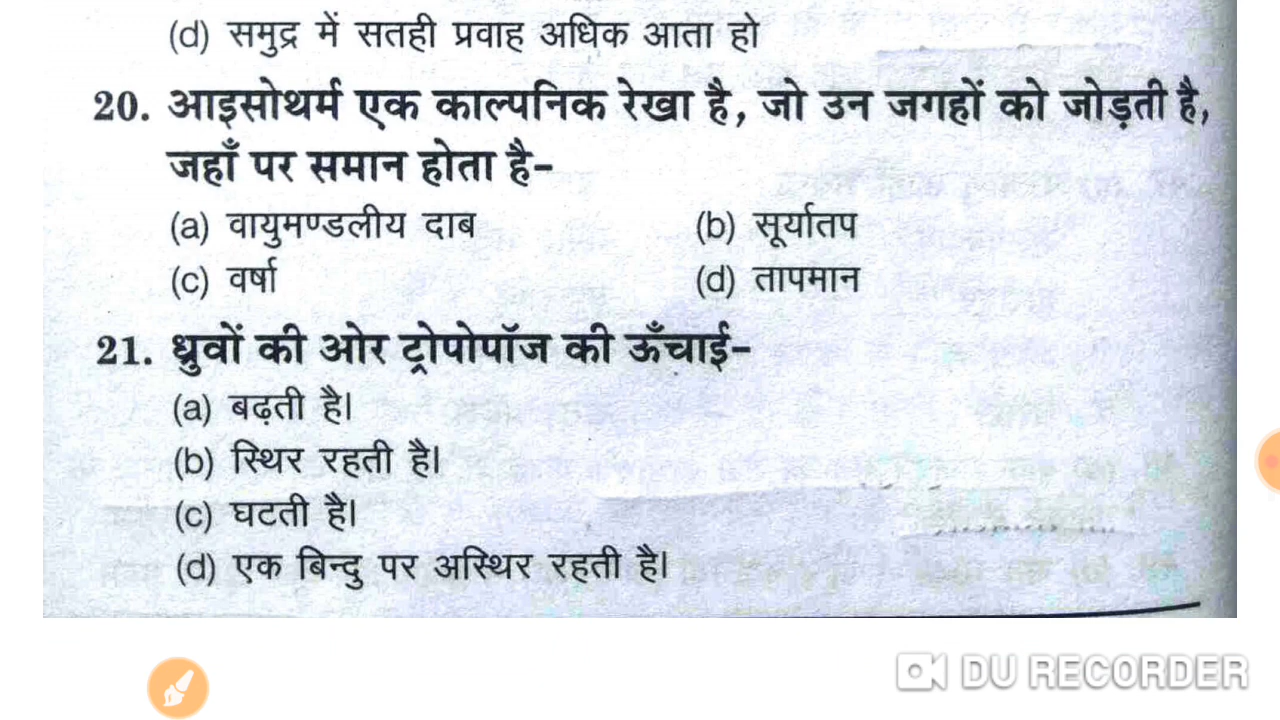 (d) समुद्र में सतही प्रवाह अधिक आता हो
20. आइसोथर्म एक काल्पनिक रेखा है, जो उन जगहों को जोड़ती है,
जहाँ पर समान होता है-
(a) वायुमण्डलीय दाब (b) सूर्यातप
(c) वर्षा (d) तापमान
21. ध्रुवों की ओर ट्रोपोपॉज की ऊँचाई-
(a) बढ़ती है।
(b) स्थिर रहती है।
(c) घटती है।
(d) एक बिन्दु पर अस्थिर रहती है।
DU RECORDER